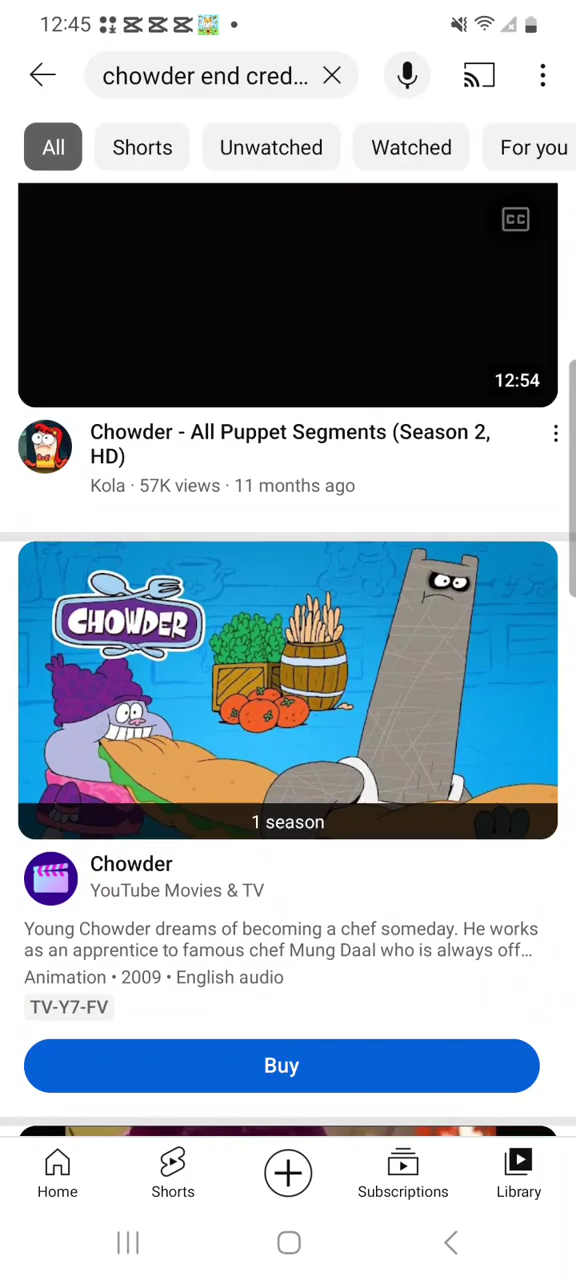 12:45
chowder end cred...
All Shorts Unwatched Watched For you
CC
12:54
Chowder - All Puppet Segments (Season 2,
HD)
Kola · 57K views · 11 months ago
CHOWDER
1 season
Chowder
YouTube Movies & TV
Young Chowder dreams of becoming a chef someday. He works
as an apprentice to famous chef Mung Daal who is always off...
Animation • 2009 • English audio
TV-Y7-FV
Buy
Home Shorts Subscriptions Library